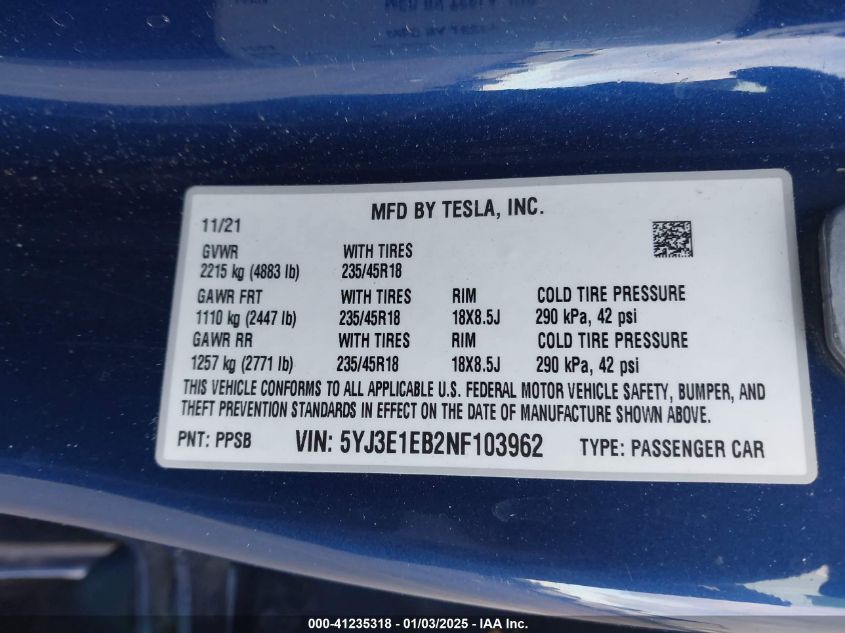 MFD BY TESLA, INC.
11/21
GVWR WITH TIRES
2215 kg (4883 lb) 235/45R18
GAWR FRT WITH TIRES RIM COLD TIRE PRESSURE
1110 kg (2447 lb) 235/45R18 18X8.5J 290 kPa, 42 psi
GAWR RR WITH TIRES RIM COLD TIRE PRESSURE
1257 kg (2771 lb) 235/45R18 18X8.5J 290 kPa, 42 psi
THIS VEHICLE CONFORMS TO ALL APPLICABLE U.S. FEDERAL MOTOR VEHICLE SAFETY, BUMPER, AND
THEFT PREVENTION STANDARDS IN EFFECT ON THE DATE OF MANUFACTURE SHOWN ABOVE.
PNT: PPSB VIN: 5YJ3E1EB2NF103962 TYPE: PASSENGER CAR
000-41235318 | 01/03/2025 - IAA Inc.